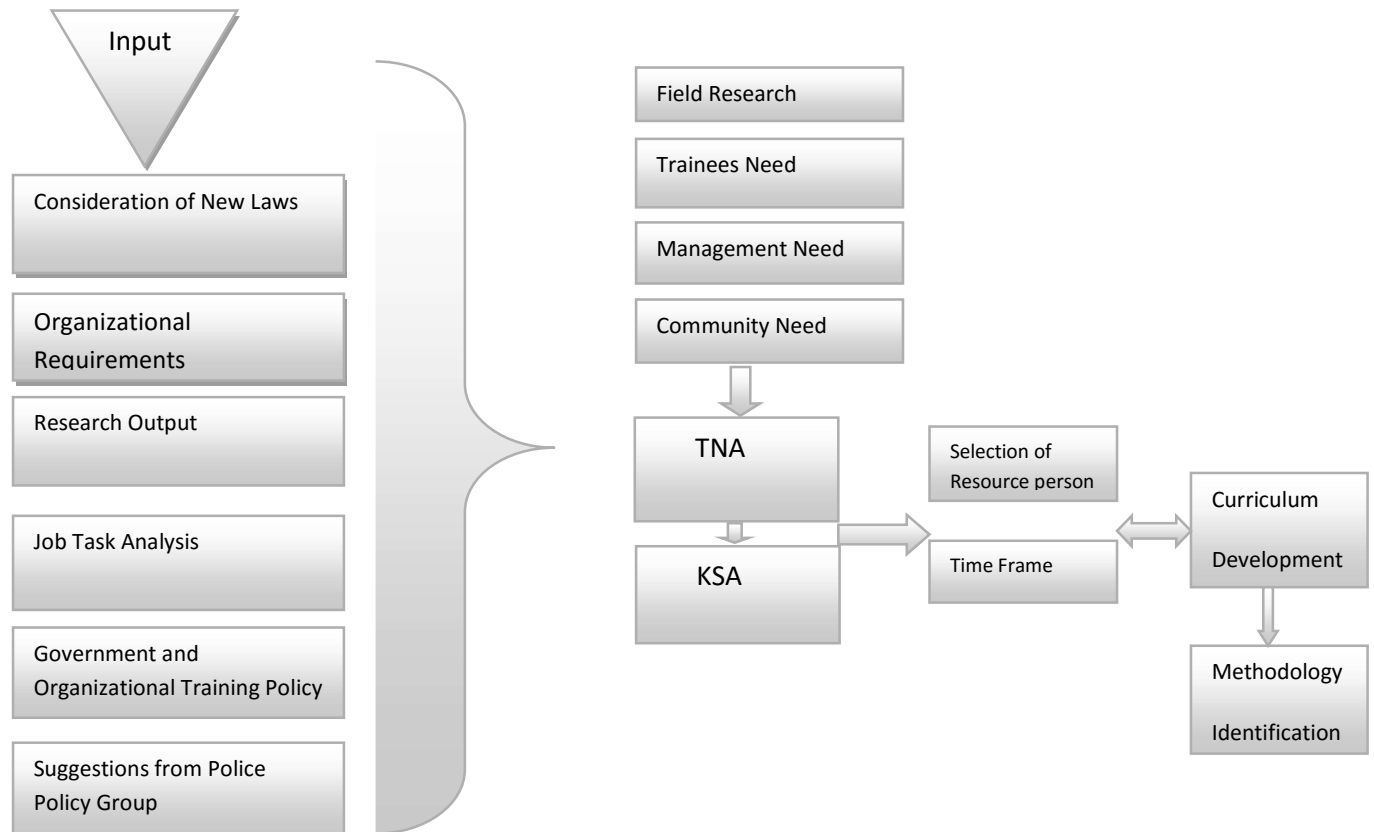 Input
Consideration of New Laws
Organizational
Requirements
Research Output
Job Task Analysis
Government and
Organizational Training Policy
Suggestions from Police
Policy Group
Field Research
Trainees Need
Management Need
Community Need
TNA
KSA
Selection of
Resource person
Time Frame
Curriculum
Development
Methodology
Identification